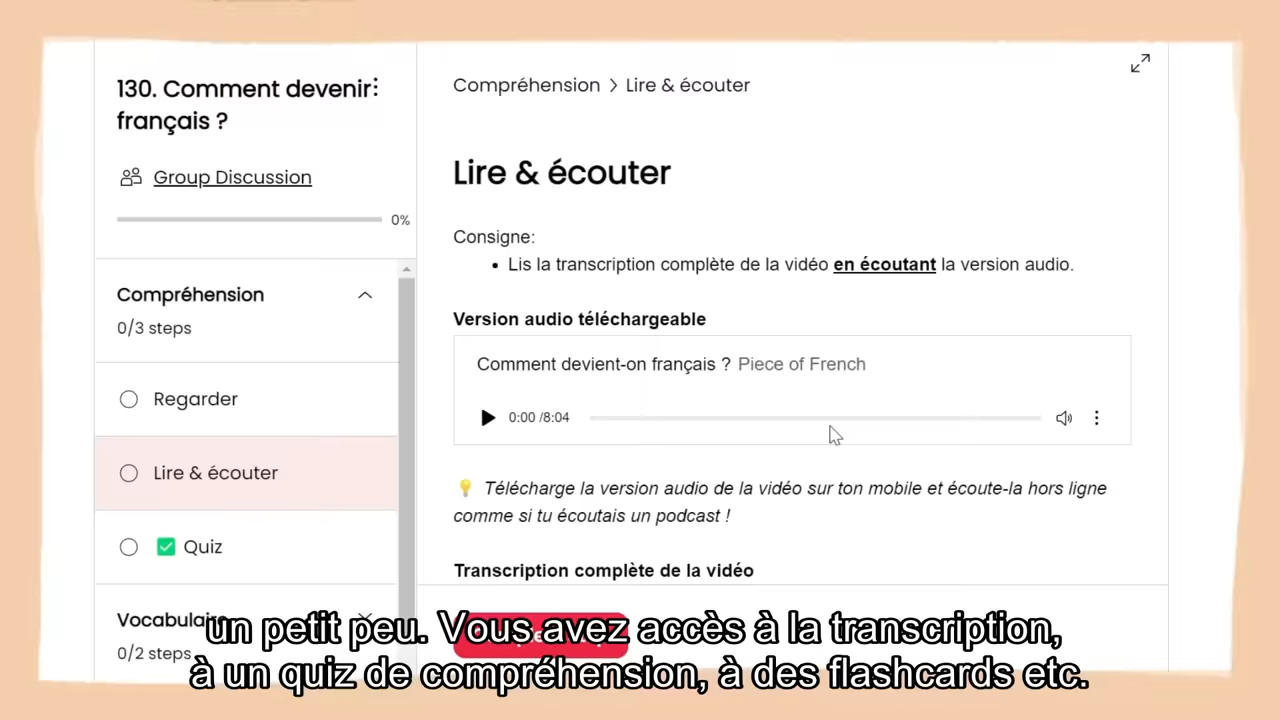 130. Comment devenir
français ?
Group Discussion
0%
Compréhension
0/3 steps
Regarder
Lire & écouter
Quiz
Vocabulaire
0/2 steps
Compréhension > Lire & écouter
Lire & écouter
Consigne:
• Lis la transcription complète de la vidéo en écoutant la version audio.
Version audio téléchargeable
Comment devient-on français ? Piece of French
0:00 /8:04
💡 Télécharge la version audio de la vidéo sur ton mobile et écoute-la hors ligne
comme si tu écoutais un podcast !
Transcription complète de la vidéo
un petit peu. Vous avez accès à la transcription,
à un quiz de compréhension, à des flashcards etc.